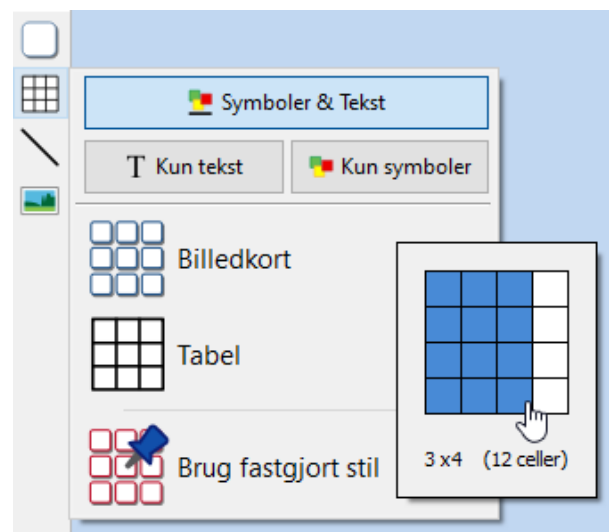 Symboler & Tekst
T Kun tekst
Kun symboler
Billedkort
Tabel
Brug fastgjort stil
3 x4 (12 celler)